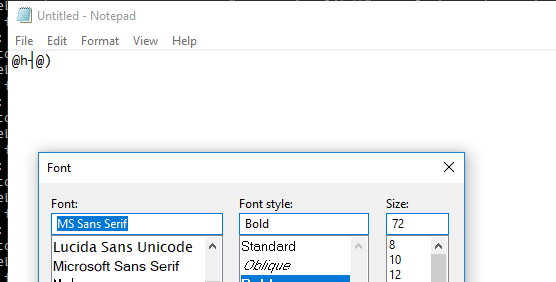 Untitled - Notepad
File Edit Format View Help
@h-@)
Font
Font: Font style: Size:
MS Sans Serif Bold 72
Lucida Sans Unicode Standard 8
Microsoft Sans Serif Oblique 10
12